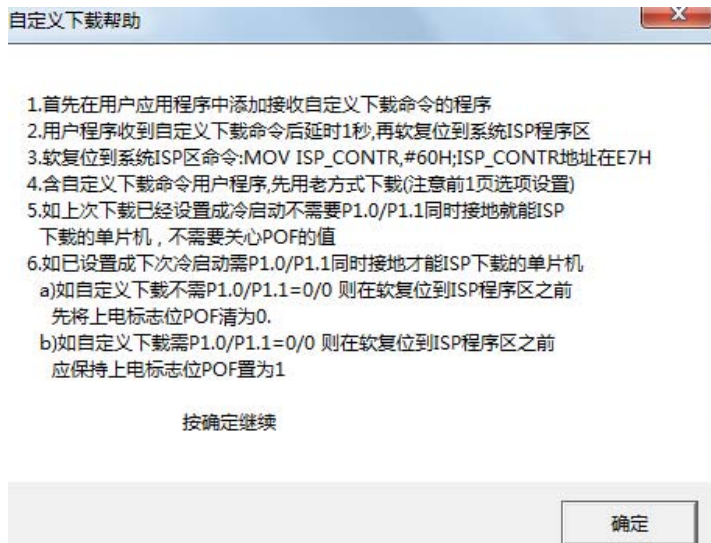 自定义下载帮助
X
1.首先在用户应用程序中添加接收自定义下载命令的程序
2.用户程序收到自定义下载命令后延时1秒,再软复位到系统ISP程序区
3.软复位到系统ISP区命令:MOV ISP_CONTR,#60H;ISP_CONTR地址在E7H
4.含自定义下载命令用户程序,先用老方式下载(注意前1页选项设置)
5.如上次下载已经设置成冷启动不需要P1.0/P1.1同时接地就能ISP
下载的单片机，不需要关心POF的值
6.如已设置成下次冷启动需P1.0/P1.1同时接地才能ISP下载的单片机
a)如自定义下载不需P1.0/P1.1=0/0 则在软复位到ISP程序区之前
先将上电标志位POF清为0.
b)如自定义下载需P1.0/P1.1=0/0 则在软复位到ISP程序区之前
应保持上电标志位POF置为1
按确定继续
确定